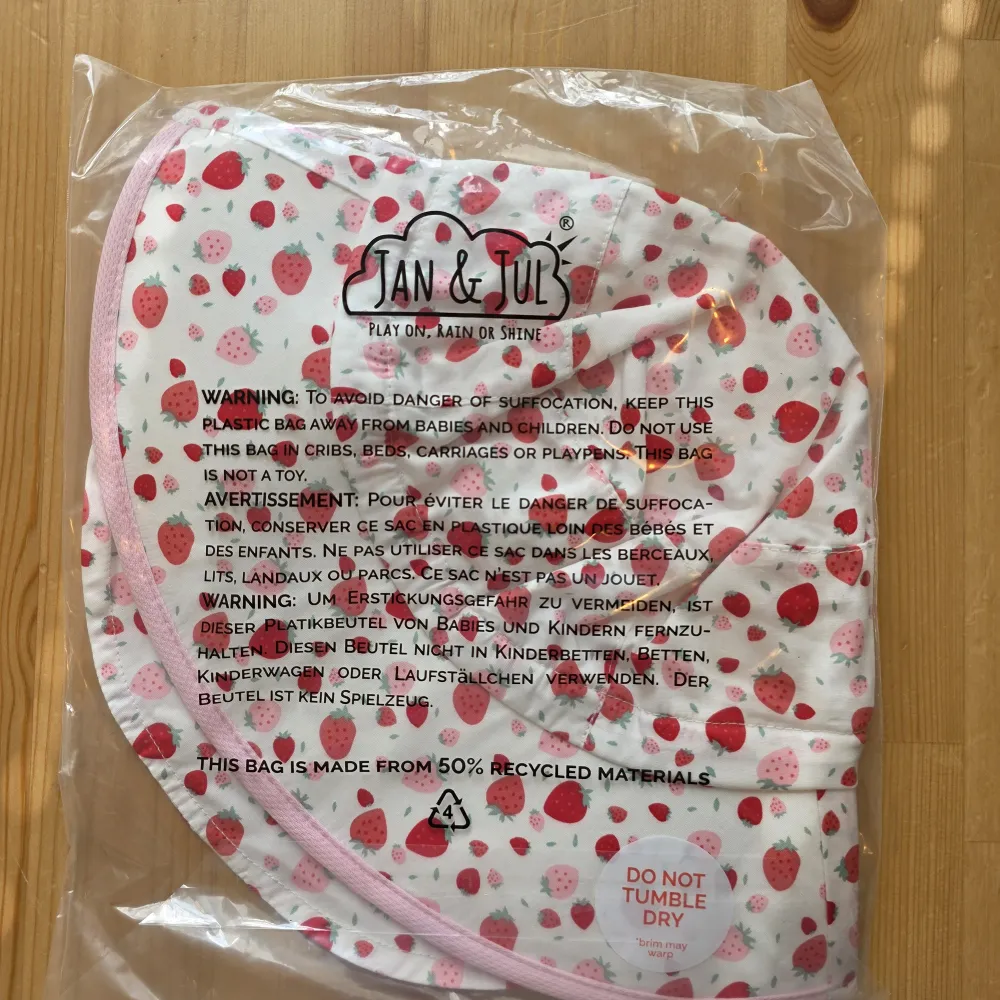 ®
JAN & JUL
PLAY ON, RAIN OR SHINE
WARNING: TO AVOID DANGER OF SUFFOCATION, KEEP THIS
PLASTIC BAG AWAY FROM BABIES AND CHILDREN. DO NOT USE
THIS BAG IN CRIBS, BEDS, CARRIAGES OR PLAYPENS. THIS BAG
IS NOT A TOY.
AVERTISSEMENT: POUR ÉVITER LE DANGER DE SUFFOCA-
TION, CONSERVER CE SAC EN PLASTIQUE LOIN DES BÉBÉS ET
DES ENFANTS. NE PAS UTILISER CE SAC DANS LES BERCEAUX,
LITS, LANDAUX OU PARCS. CE SAC N'EST PAS UN JOUET.
WARNING: UM ERSTICKUNGSGEFAHR ZU VERMEIDEN, IST
DIESER PLATIKBEUTEL VON BABIES UND KINDERN FERNZU-
HALTEN. DIESEN BEUTEL NICHT IN KINDERBETTEN, BETTEN,
KINDERWAGEN ODER LAUFSTÄLLCHEN VERWENDEN. DER
BEUTEL IST KEIN SPIELZEUG.
THIS BAG IS MADE FROM 50% RECYCLED MATERIALS
4
DO NOT
TUMBLE
DRY
*brim may
warp